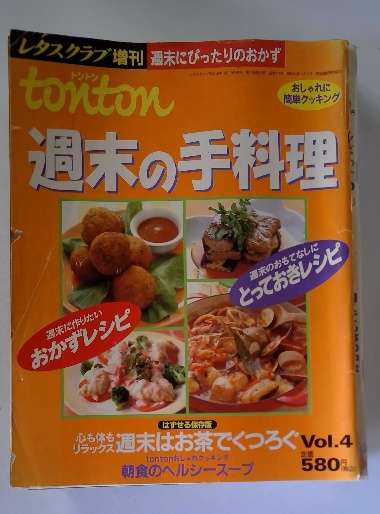 レタスクラブ増刊 週末にぴったりのおかず
トントン
tonton
おしゃれに
簡単クッキング
週末の手料理
週末のおもてなしに
とっておきレシピ
週末に作りたい
おかずレシピ
はずせる保存版
心も体も
リラックス
週末はお茶でくつろぐ
Vol.4
tontonおしゃれクッキング
朝食のヘルシースープ
定価
580円